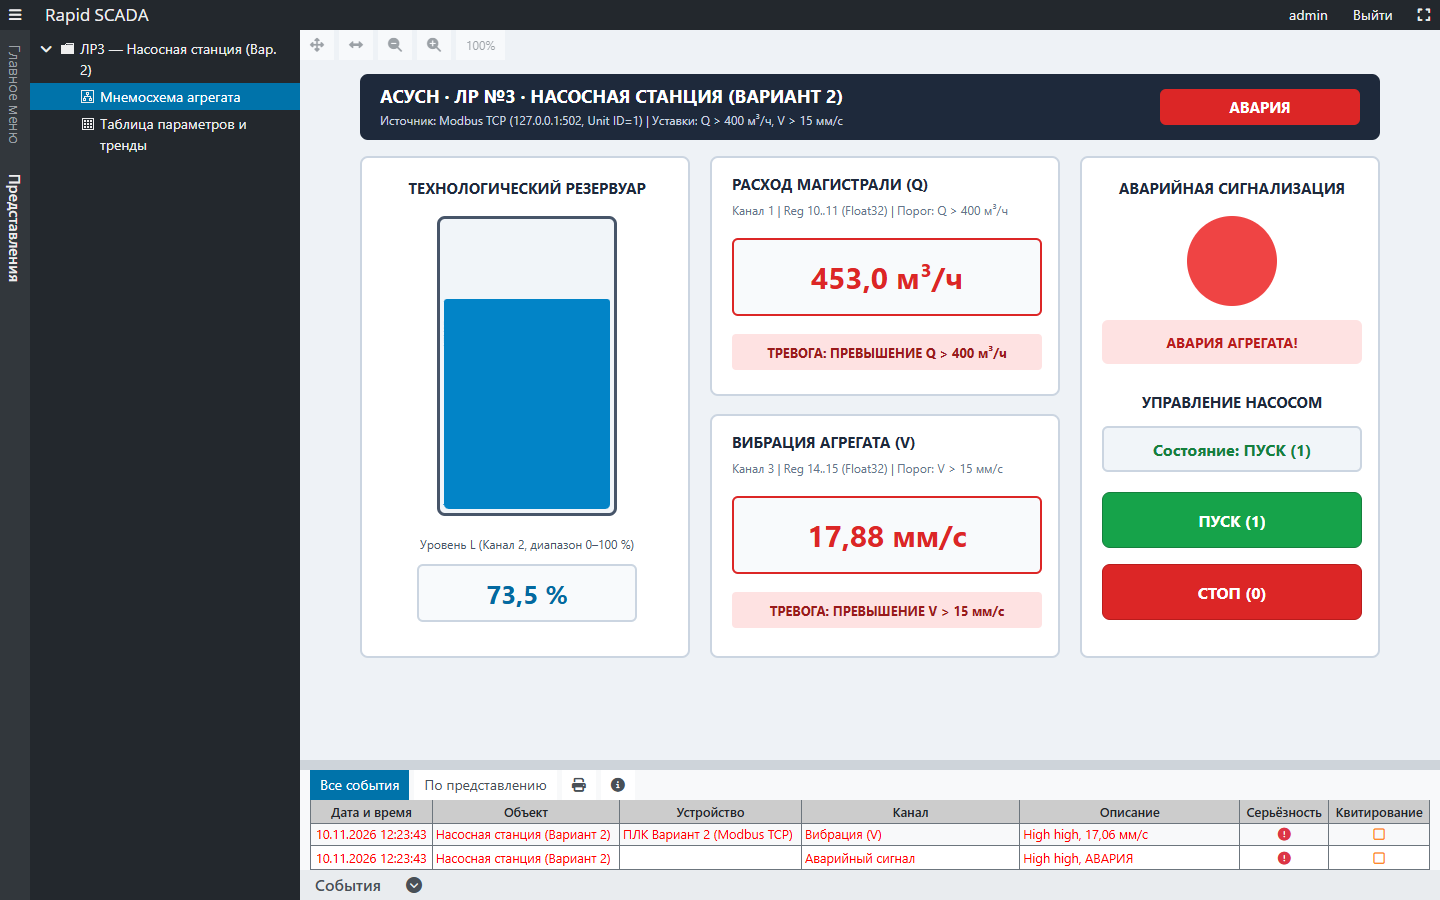 Rapid SCADA
admin
Выйти
Главное меню
Представления
ЛР3 — Насосная станция (Вар.
2)
Мнемосхема агрегата
Таблица параметров и
тренды
100%
АСУСН · ЛР №3 · НАСОСНАЯ СТАНЦИЯ (ВАРИАНТ 2)
Источник: Modbus TCP (127.0.0.1:502, Unit ID=1) | Уставки: Q > 400 м³/ч, V > 15 мм/с
АВАРИЯ
ТЕХНОЛОГИЧЕСКИЙ РЕЗЕРВУАР
Уровень L (Канал 2, диапазон 0–100 %)
73,5 %
РАСХОД МАГИСТРАЛИ (Q)
Канал 1 | Reg 10..11 (Float32) | Порог: Q > 400 м³/ч
453,0 м³/ч
ТРЕВОГА: ПРЕВЫШЕНИЕ Q > 400 м³/ч
ВИБРАЦИЯ АГРЕГАТА (V)
Канал 3 | Reg 14..15 (Float32) | Порог: V > 15 мм/с
17,88 мм/с
ТРЕВОГА: ПРЕВЫШЕНИЕ V > 15 мм/с
АВАРИЙНАЯ СИГНАЛИЗАЦИЯ
АВАРИЯ АГРЕГАТА!
УПРАВЛЕНИЕ НАСОСОМ
Состояние: ПУСК (1)
ПУСК (1)
СТОП (0)
Все события
По представлению
Дата и время Объект Устройство Канал Описание Серьёзность Квитирование
10.11.2026 12:23:43 Насосная станция (Вариант 2) ПЛК Вариант 2 (Modbus TCP) Вибрация (V) High high, 17,06 мм/с
10.11.2026 12:23:43 Насосная станция (Вариант 2) Аварийный сигнал High high, АВАРИЯ
События